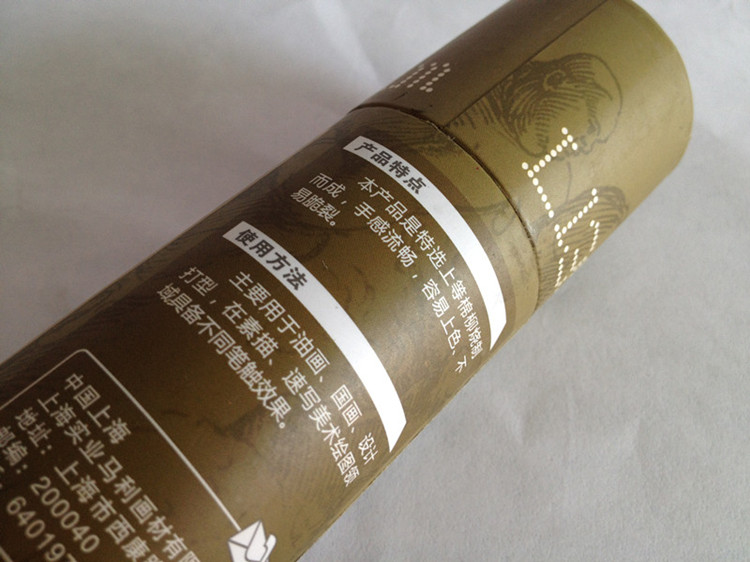 产品特点
本产品是特选上等棉柳烧制
而成，手感流畅，容易上色、不
易脆裂。
使用方法
主要用于油画、国画、设计
打型，在素描、速写美术绘图领
域具备不同笔触效果。
中国上海
上海实业马利画材有限
地址：上海市西康
邮编：200040
64019